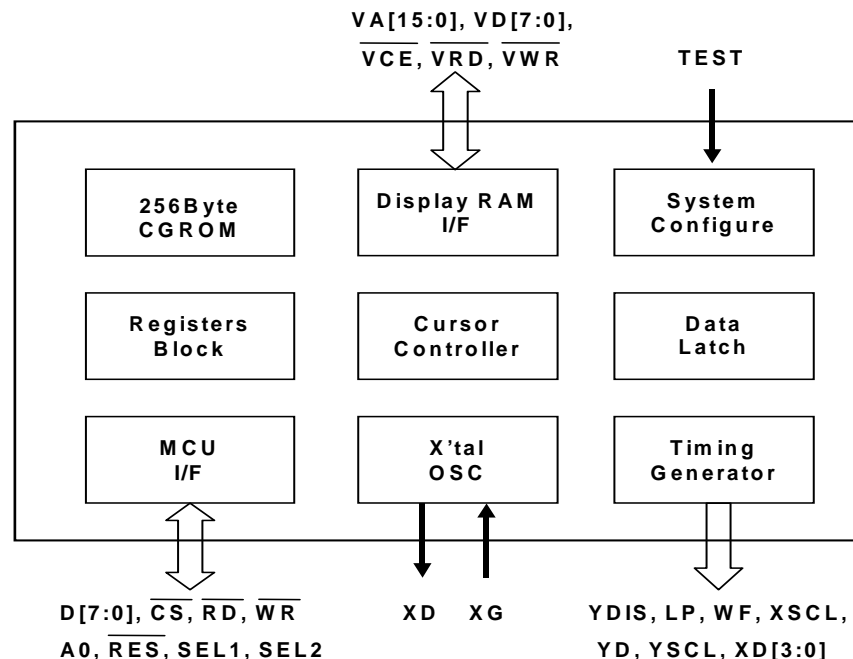 VA[15:0], VD[7:0],
VCE, VRD, VWR
TEST
256Byte
CGROM
Display RAM
I/F
System
Configure
Registers
Block
Cursor
Controller
Data
Latch
MCU
I/F
X'tal
OSC
Timing
Generator
D[7:0], CS, RD, WR
A0, RES, SEL1, SEL2
XD
XG
YDIS, LP, WF, XSCL,
YD, YSCL, XD[3:0]